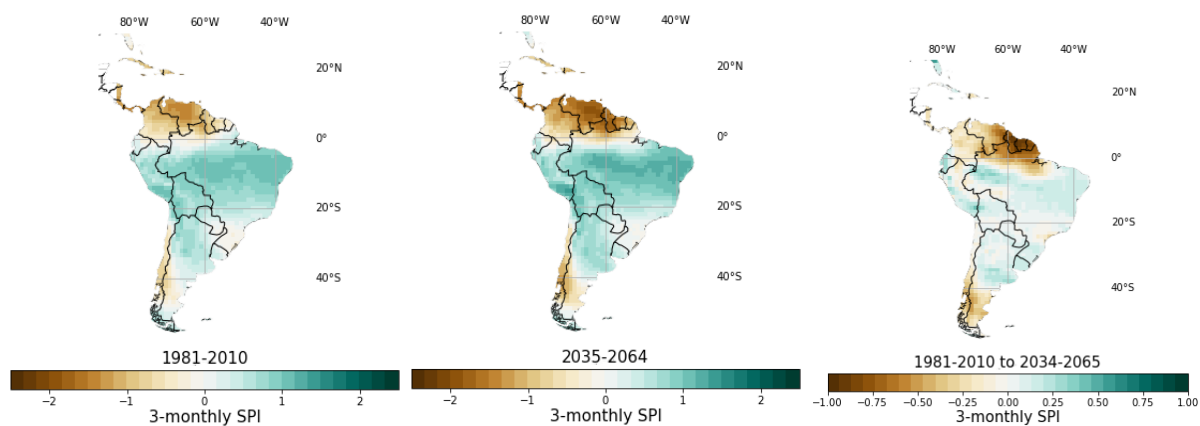 80°W 60°W 40°W
20°N
0°
20°S
40°S
1981-2010
−2 −1 0 1 2
3-monthly SPI
80°W 60°W 40°W
20°N
0°
20°S
40°S
2035-2064
−2 −1 0 1 2
3-monthly SPI
80°W 60°W 40°W
20°N
0°
20°S
40°S
1981-2010 to 2034-2065
−1.00 −0.75 −0.50 −0.25 0.00 0.25 0.50 0.75 1.00
3-monthly SPI